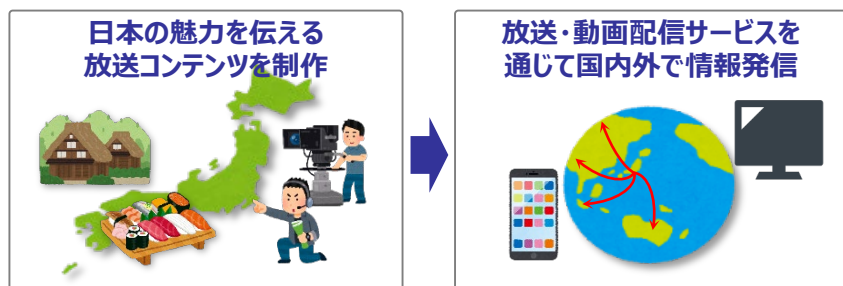 日本の魅力を伝える
放送コンテンツを制作
放送・動画配信サービスを
通じて国内外で情報発信